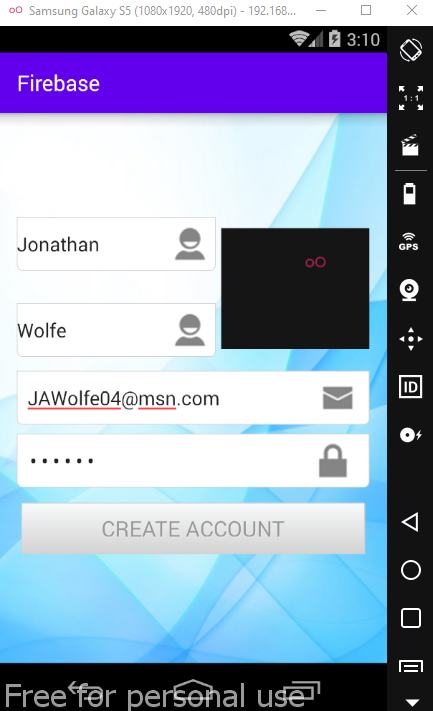 Samsung Galaxy S5 (1080x1920, 480dpi) - 192.168...
3:10
Firebase
Jonathan
Wolfe
JAWolfe04@msn.com
••••••
CREATE ACCOUNT
Free for personal use
1:1
GPS
ID